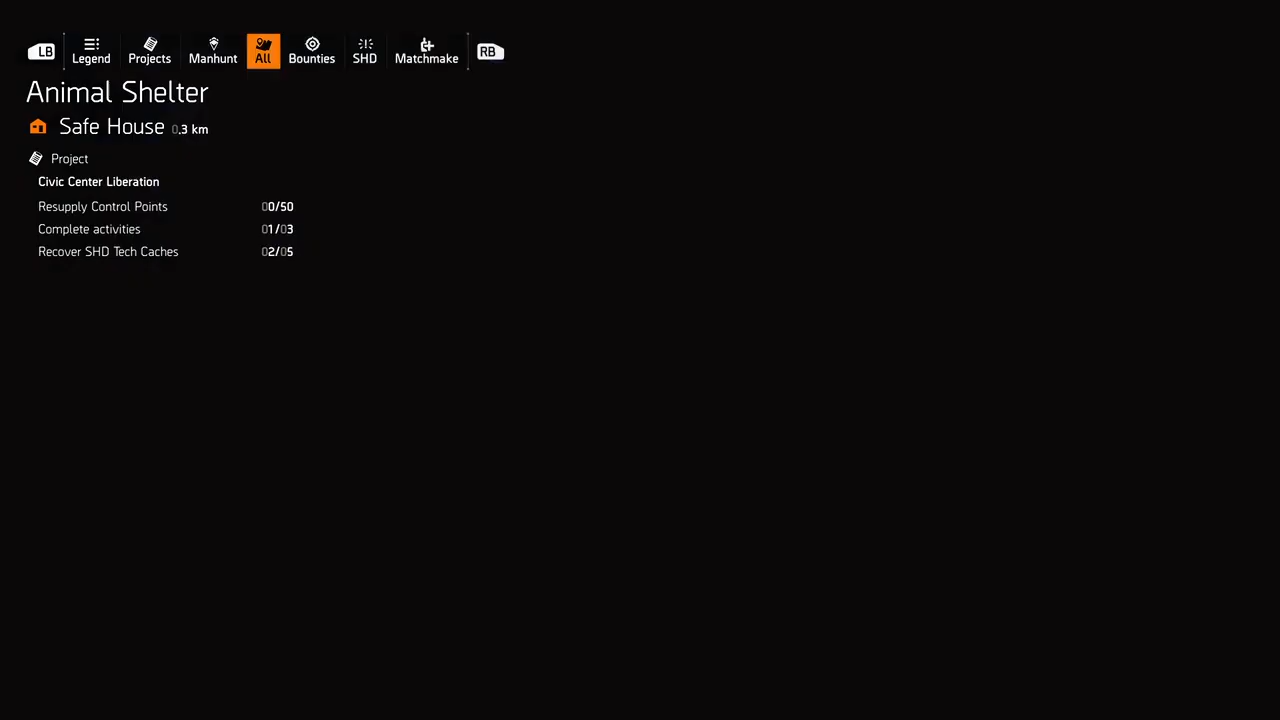 LB Legend Projects Manhunt All Bounties SHD Matchmake RB
Animal Shelter
Safe House 0.3 km
Project
Civic Center Liberation
Resupply Control Points 00/50
Complete activities 01/03
Recover SHD Tech Caches 02/05